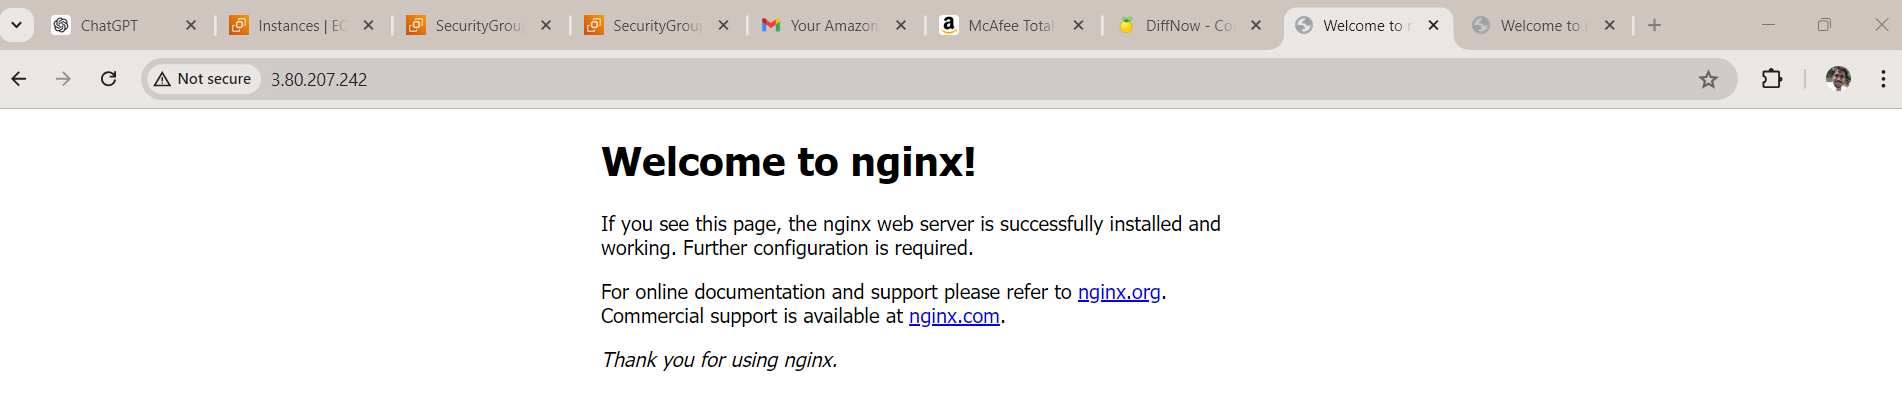 ChatGPT
Instances | EC
SecurityGroup
SecurityGroup
Your Amazon
McAfee Total
DiffNow - Co
Welcome to n
Welcome to n
Not secure
3.80.207.242
Welcome to nginx!
If you see this page, the nginx web server is successfully installed and
working. Further configuration is required.
For online documentation and support please refer to nginx.org.
Commercial support is available at nginx.com.
Thank you for using nginx.